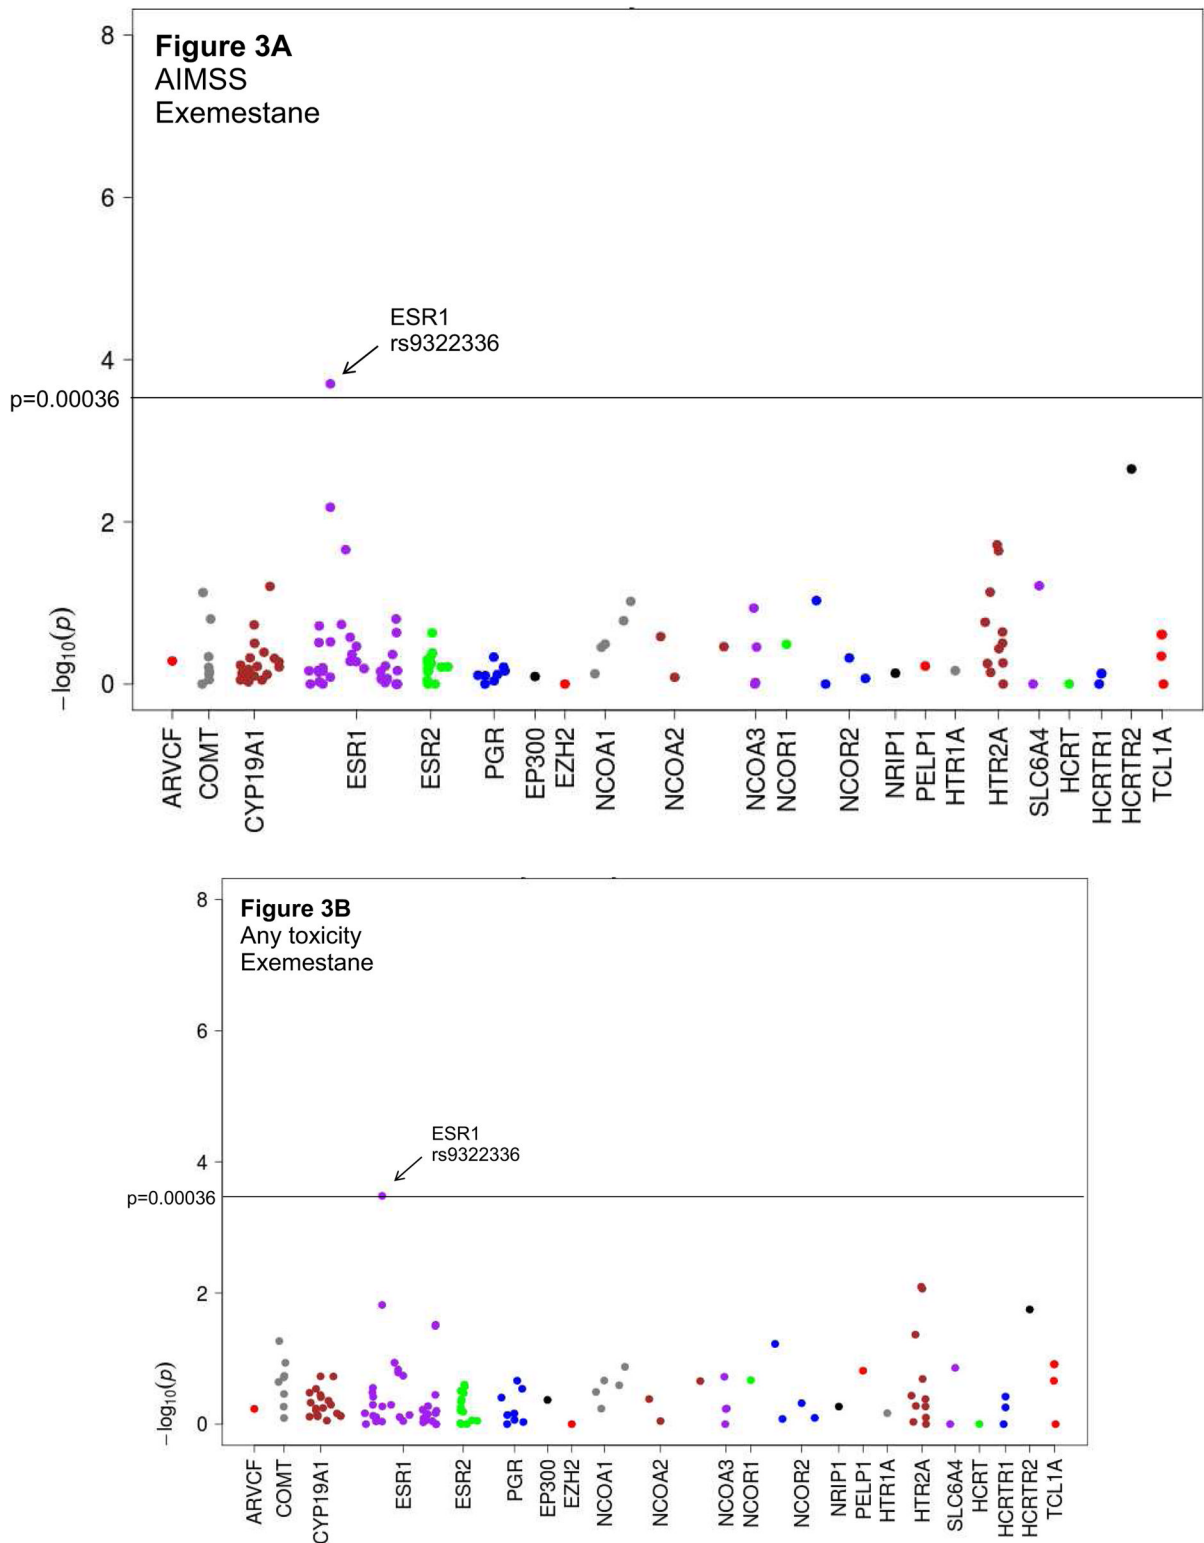 Figure 3A
AIMSS
Exemestane
8
6
4
2
0
ESR1
rs9322336
p=0.00036
−log10(p)
ARVCF
COMT
CYP19A1
ESR1
ESR2
PGR
EP300
EZH2
NCOA1
NCOA2
NCOA3
NCOR1
NCOR2
NRIP1
PELP1
HTR1A
HTR2A
SLC6A4
HCRT
HCRTR1
HCRTR2
TCL1A
Figure 3B
Any toxicity
Exemestane
8
6
4
2
0
ESR1
rs9322336
p=0.00036
−log10(p)
ARVCF
COMT
CYP19A1
ESR1
ESR2
PGR
EP300
EZH2
NCOA1
NCOA2
NCOA3
NCOR1
NCOR2
NRIP1
PELP1
HTR1A
HTR2A
SLC6A4
HCRT
HCRTR1
HCRTR2
TCL1A